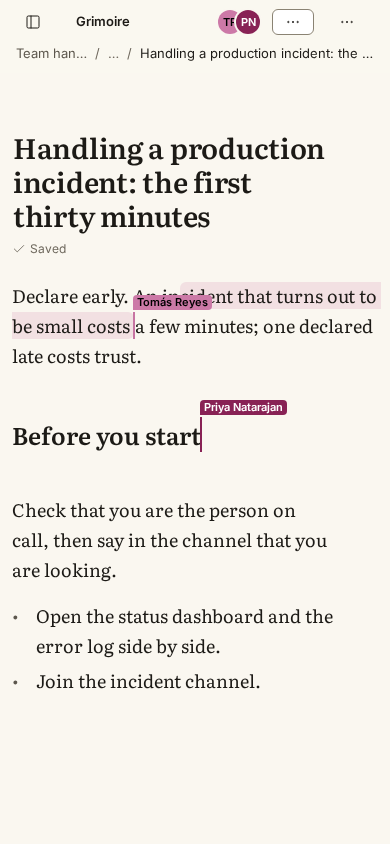 Grimoire
TR PN
Team han... / ... / Handling a production incident: the ...
Handling a production
incident: the first
thirty minutes
Saved
Declare early. An incident that turns out to
Tomás Reyes
be small costs a few minutes; one declared
late costs trust.
Priya Natarajan
Before you start
Check that you are the person on
call, then say in the channel that you
are looking.
• Open the status dashboard and the
error log side by side.
• Join the incident channel.